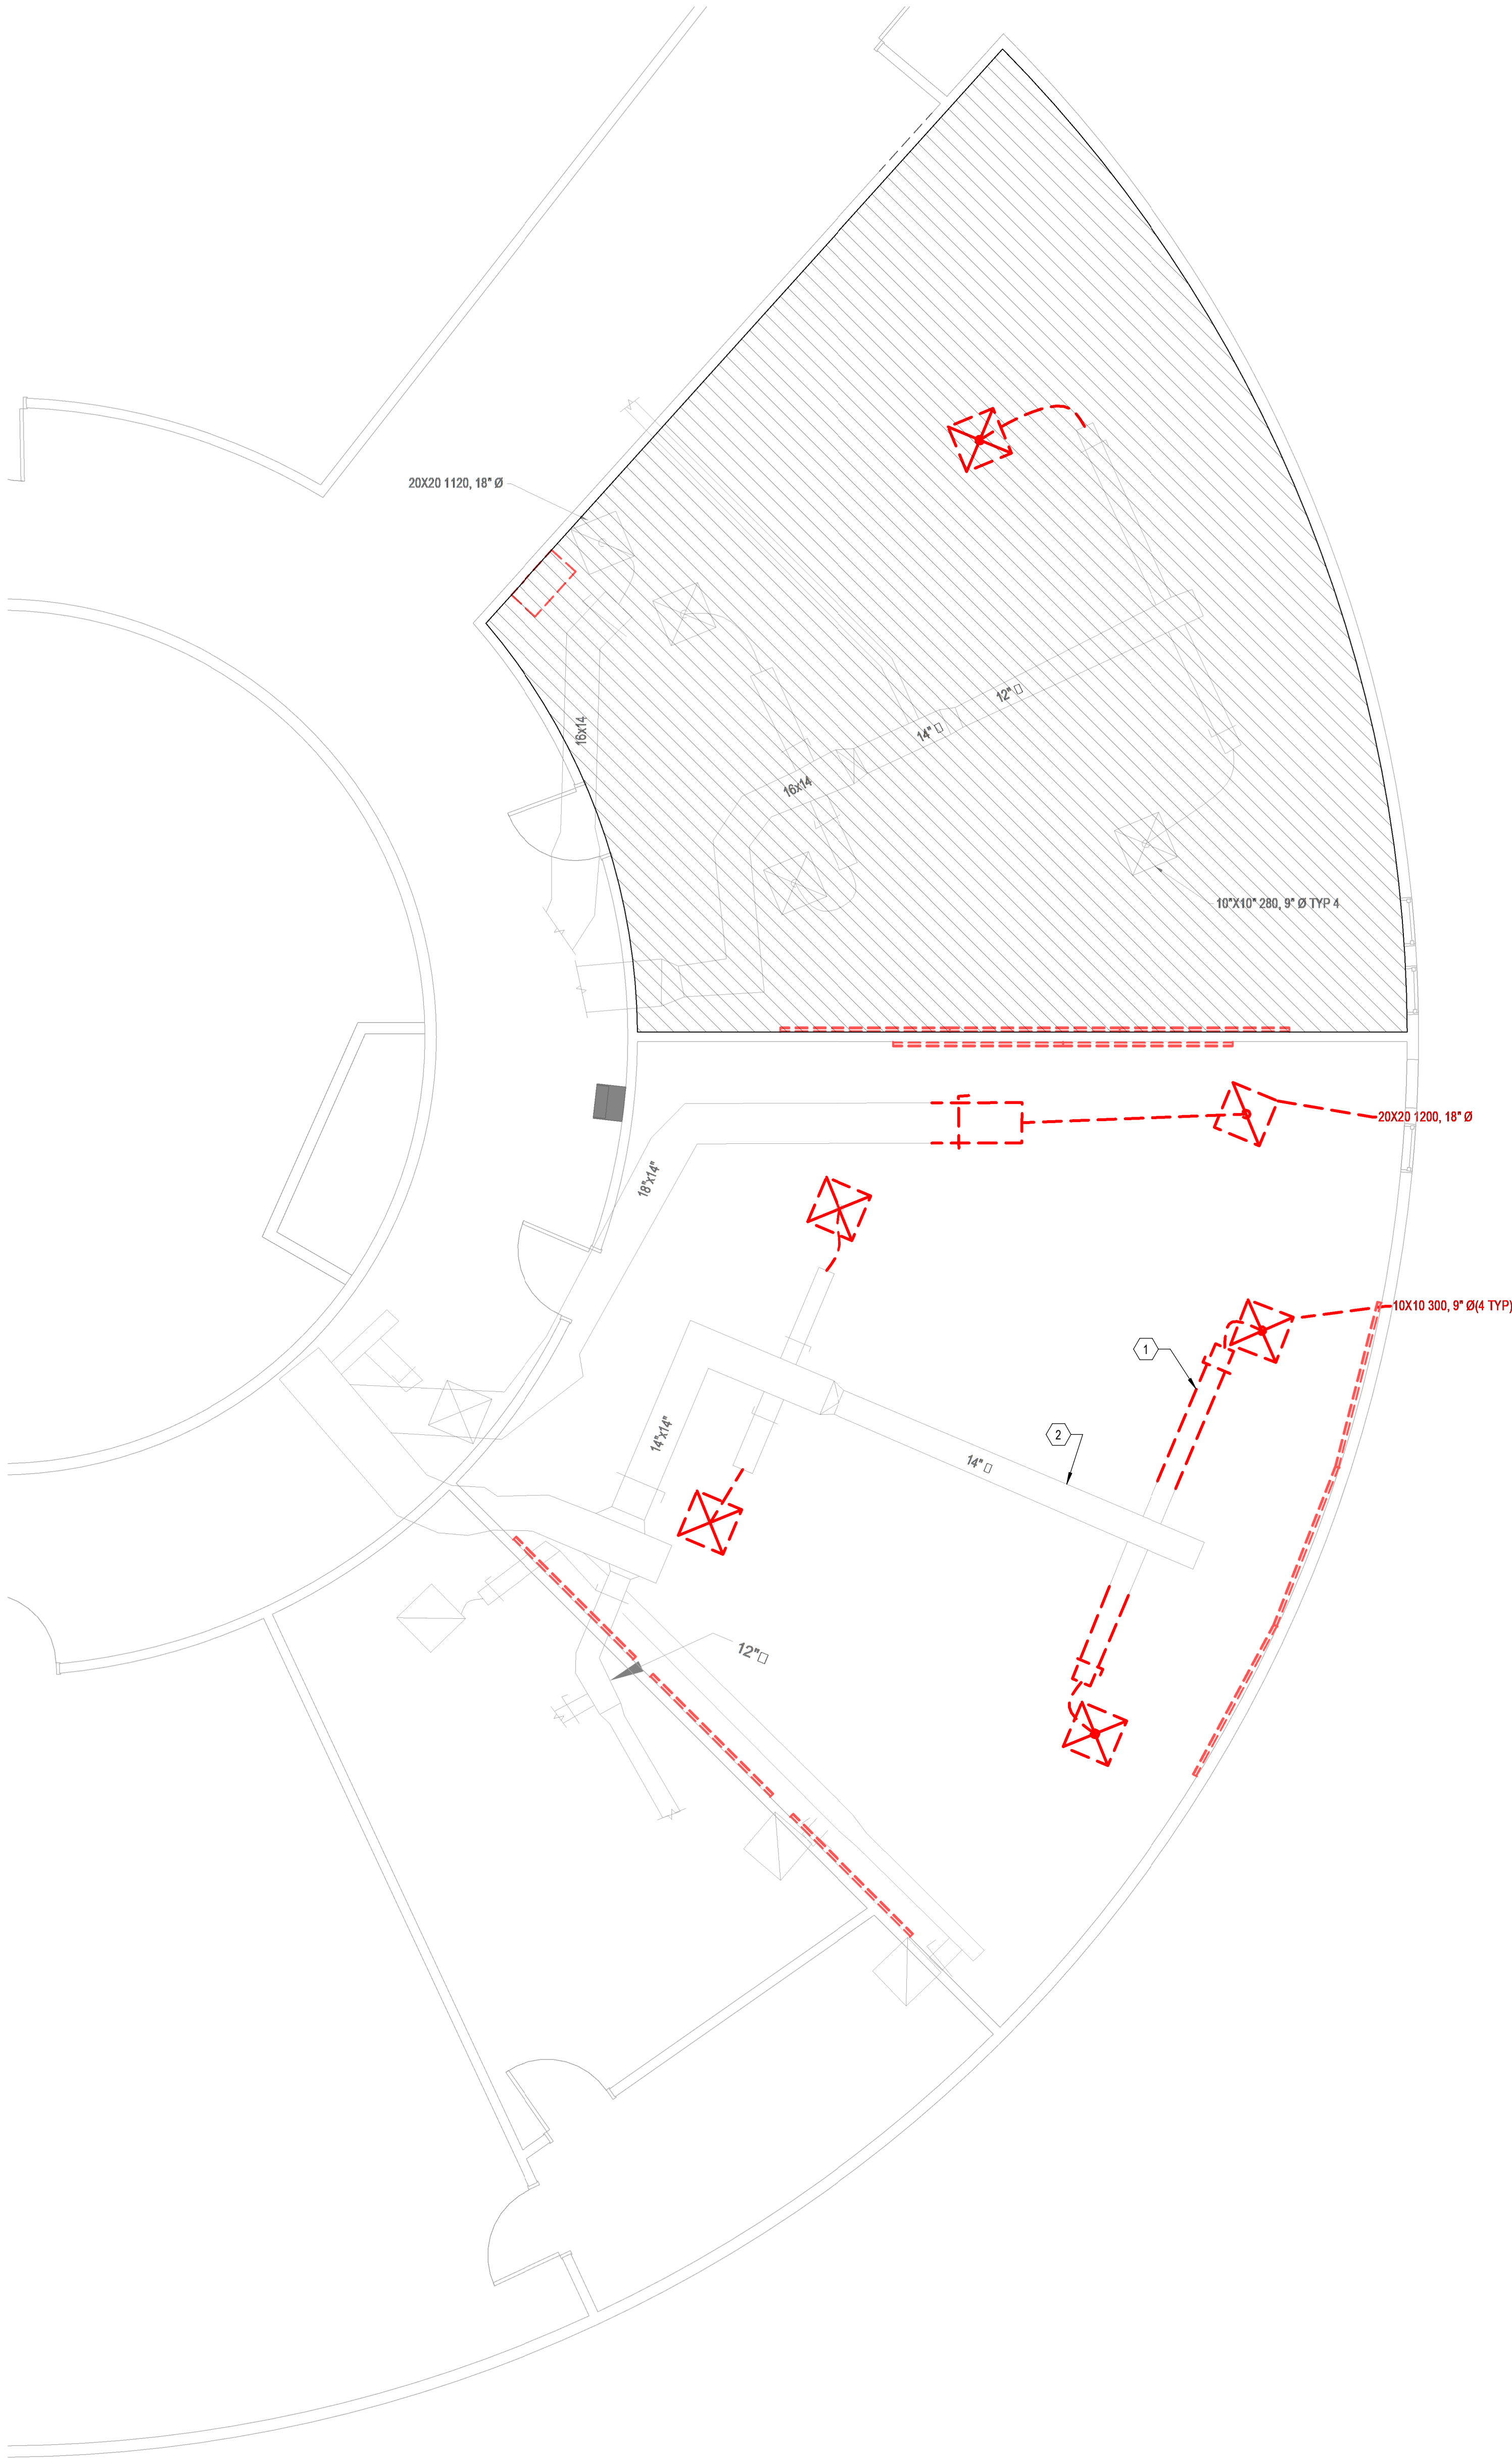 20X20 1120, 18" Ø
16x14
12" □
14" □
16x14
10"X10" 280, 9" Ø TYP 4
20X20 1200, 18" Ø
18"x14"
10X10 300, 9" Ø(4 TYP)
1
2
14"x14"
14" □
12"□